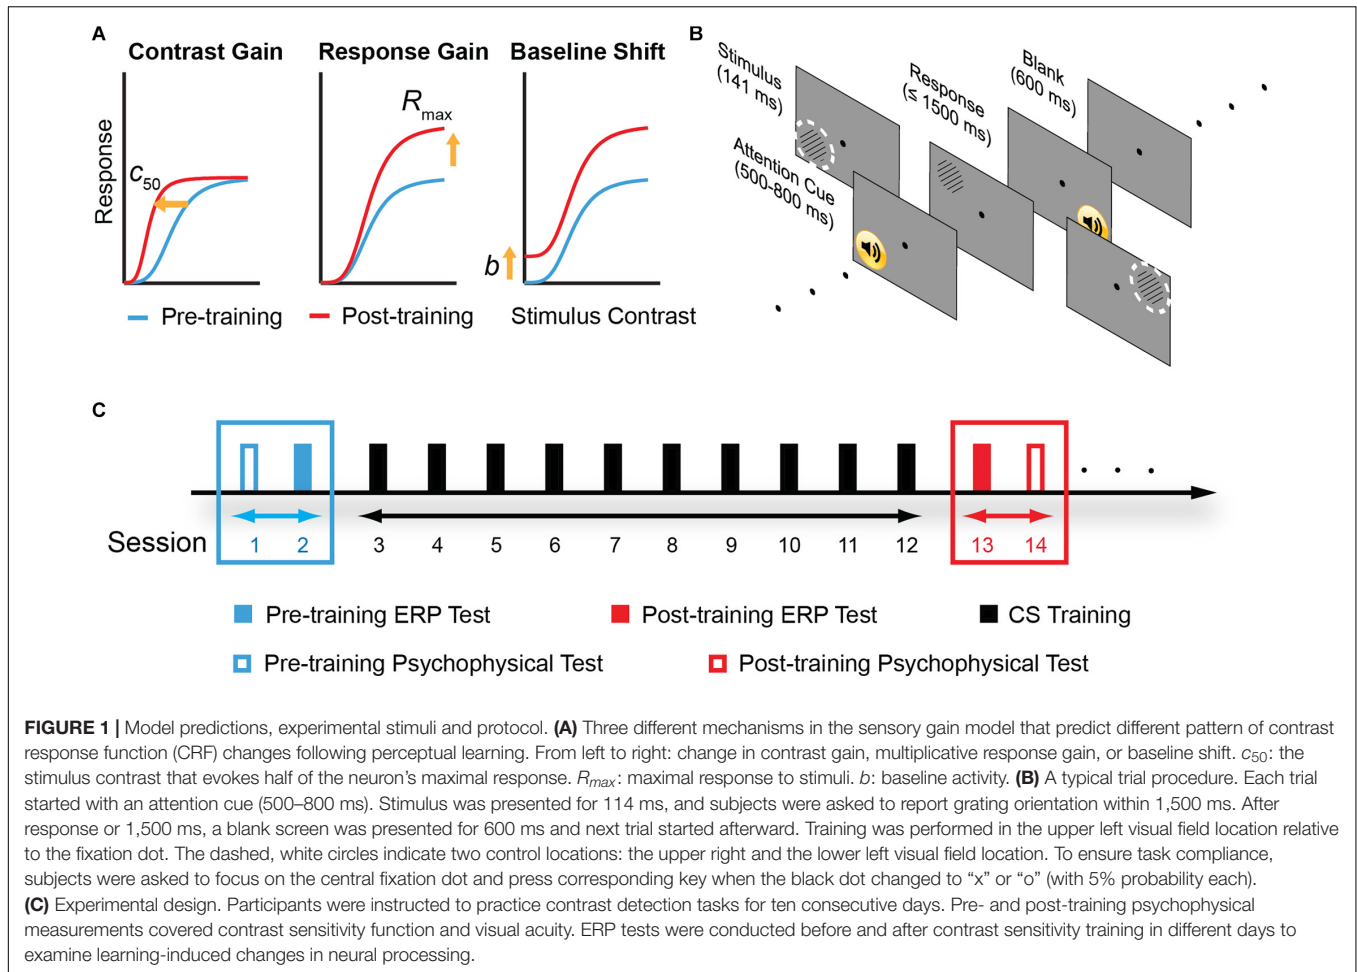 A
Contrast Gain
Response Gain
Baseline Shift
Response
c50
Rmax
b
Pre-training
Post-training
Stimulus Contrast
B
Stimulus
(141 ms)
Attention Cue
(500-800 ms)
Response
(≤ 1500 ms)
Blank
(600 ms)
C
Session
1 2 3 4 5 6 7 8 9 10 11 12 13 14
Pre-training ERP Test
Post-training ERP Test
CS Training
Pre-training Psychophysical Test
Post-training Psychophysical Test
FIGURE 1 | Model predictions, experimental stimuli and protocol. (A) Three different mechanisms in the sensory gain model that predict different pattern of contrast
response function (CRF) changes following perceptual learning. From left to right: change in contrast gain, multiplicative response gain, or baseline shift. c50: the
stimulus contrast that evokes half of the neuron's maximal response. Rmax: maximal response to stimuli. b: baseline activity. (B) A typical trial procedure. Each trial
started with an attention cue (500–800 ms). Stimulus was presented for 114 ms, and subjects were asked to report grating orientation within 1,500 ms. After
response or 1,500 ms, a blank screen was presented for 600 ms and next trial started afterward. Training was performed in the upper left visual field location relative
to the fixation dot. The dashed, white circles indicate two control locations: the upper right and the lower left visual field location. To ensure task compliance,
subjects were asked to focus on the central fixation dot and press corresponding key when the black dot changed to “x” or “o” (with 5% probability each).
(C) Experimental design. Participants were instructed to practice contrast detection tasks for ten consecutive days. Pre- and post-training psychophysical
measurements covered contrast sensitivity function and visual acuity. ERP tests were conducted before and after contrast sensitivity training in different days to
examine learning-induced changes in neural processing.